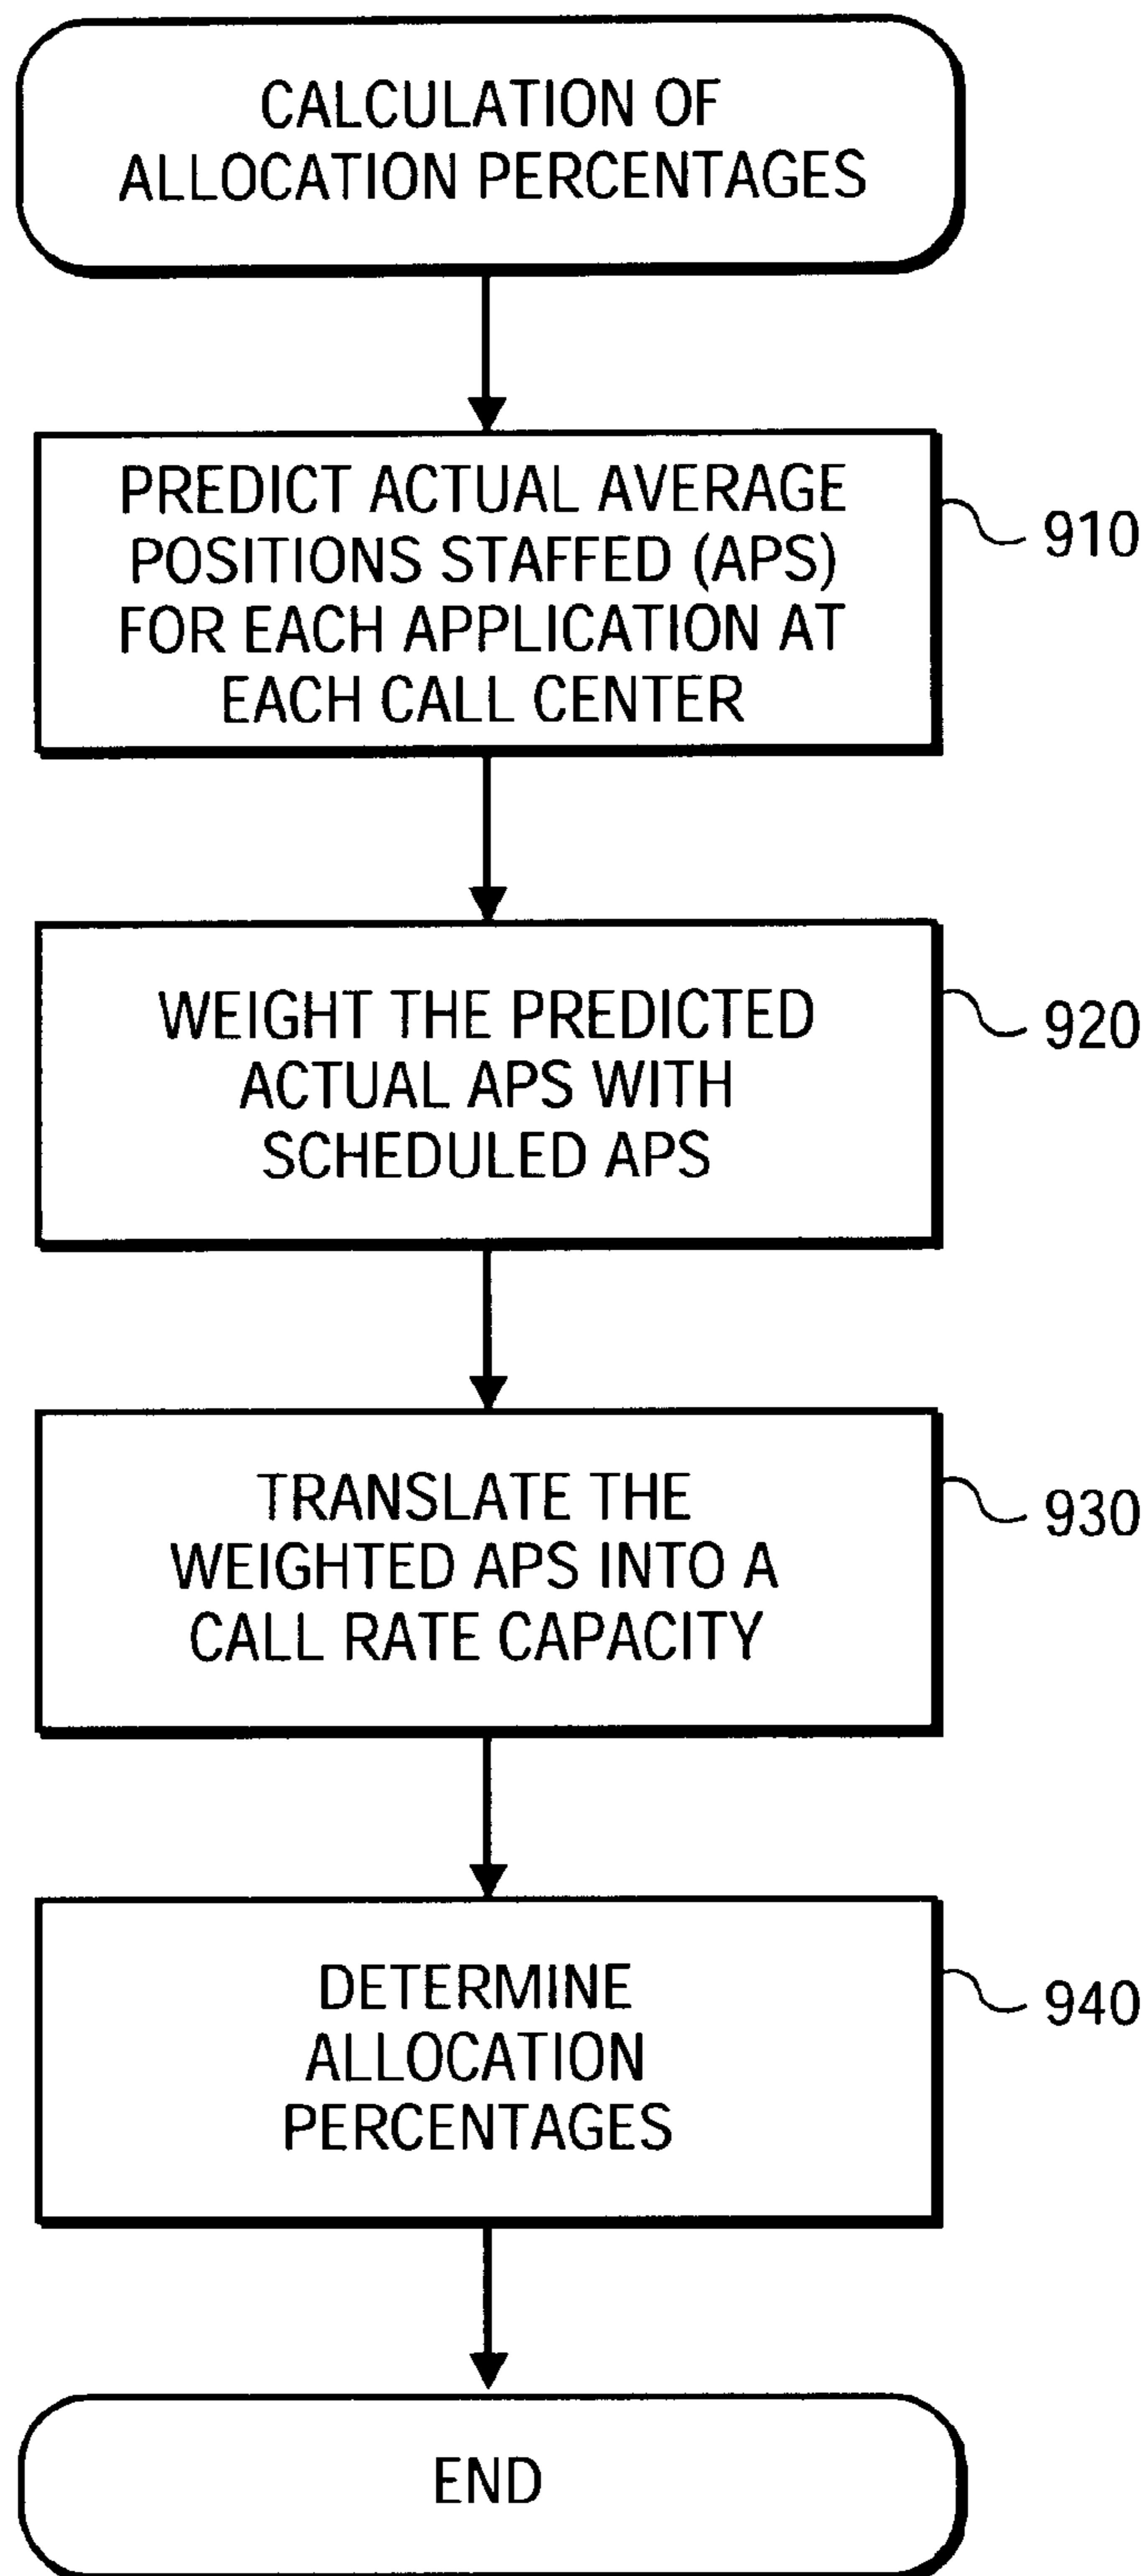 CALCULATION OF
ALLOCATION PERCENTAGES
PREDICT ACTUAL AVERAGE
POSITIONS STAFFED (APS)
FOR EACH APPLICATION AT
EACH CALL CENTER
910
WEIGHT THE PREDICTED
ACTUAL APS WITH
SCHEDULED APS
920
TRANSLATE THE
WEIGHTED APS INTO A
CALL RATE CAPACITY
930
DETERMINE
ALLOCATION
PERCENTAGES
940
END